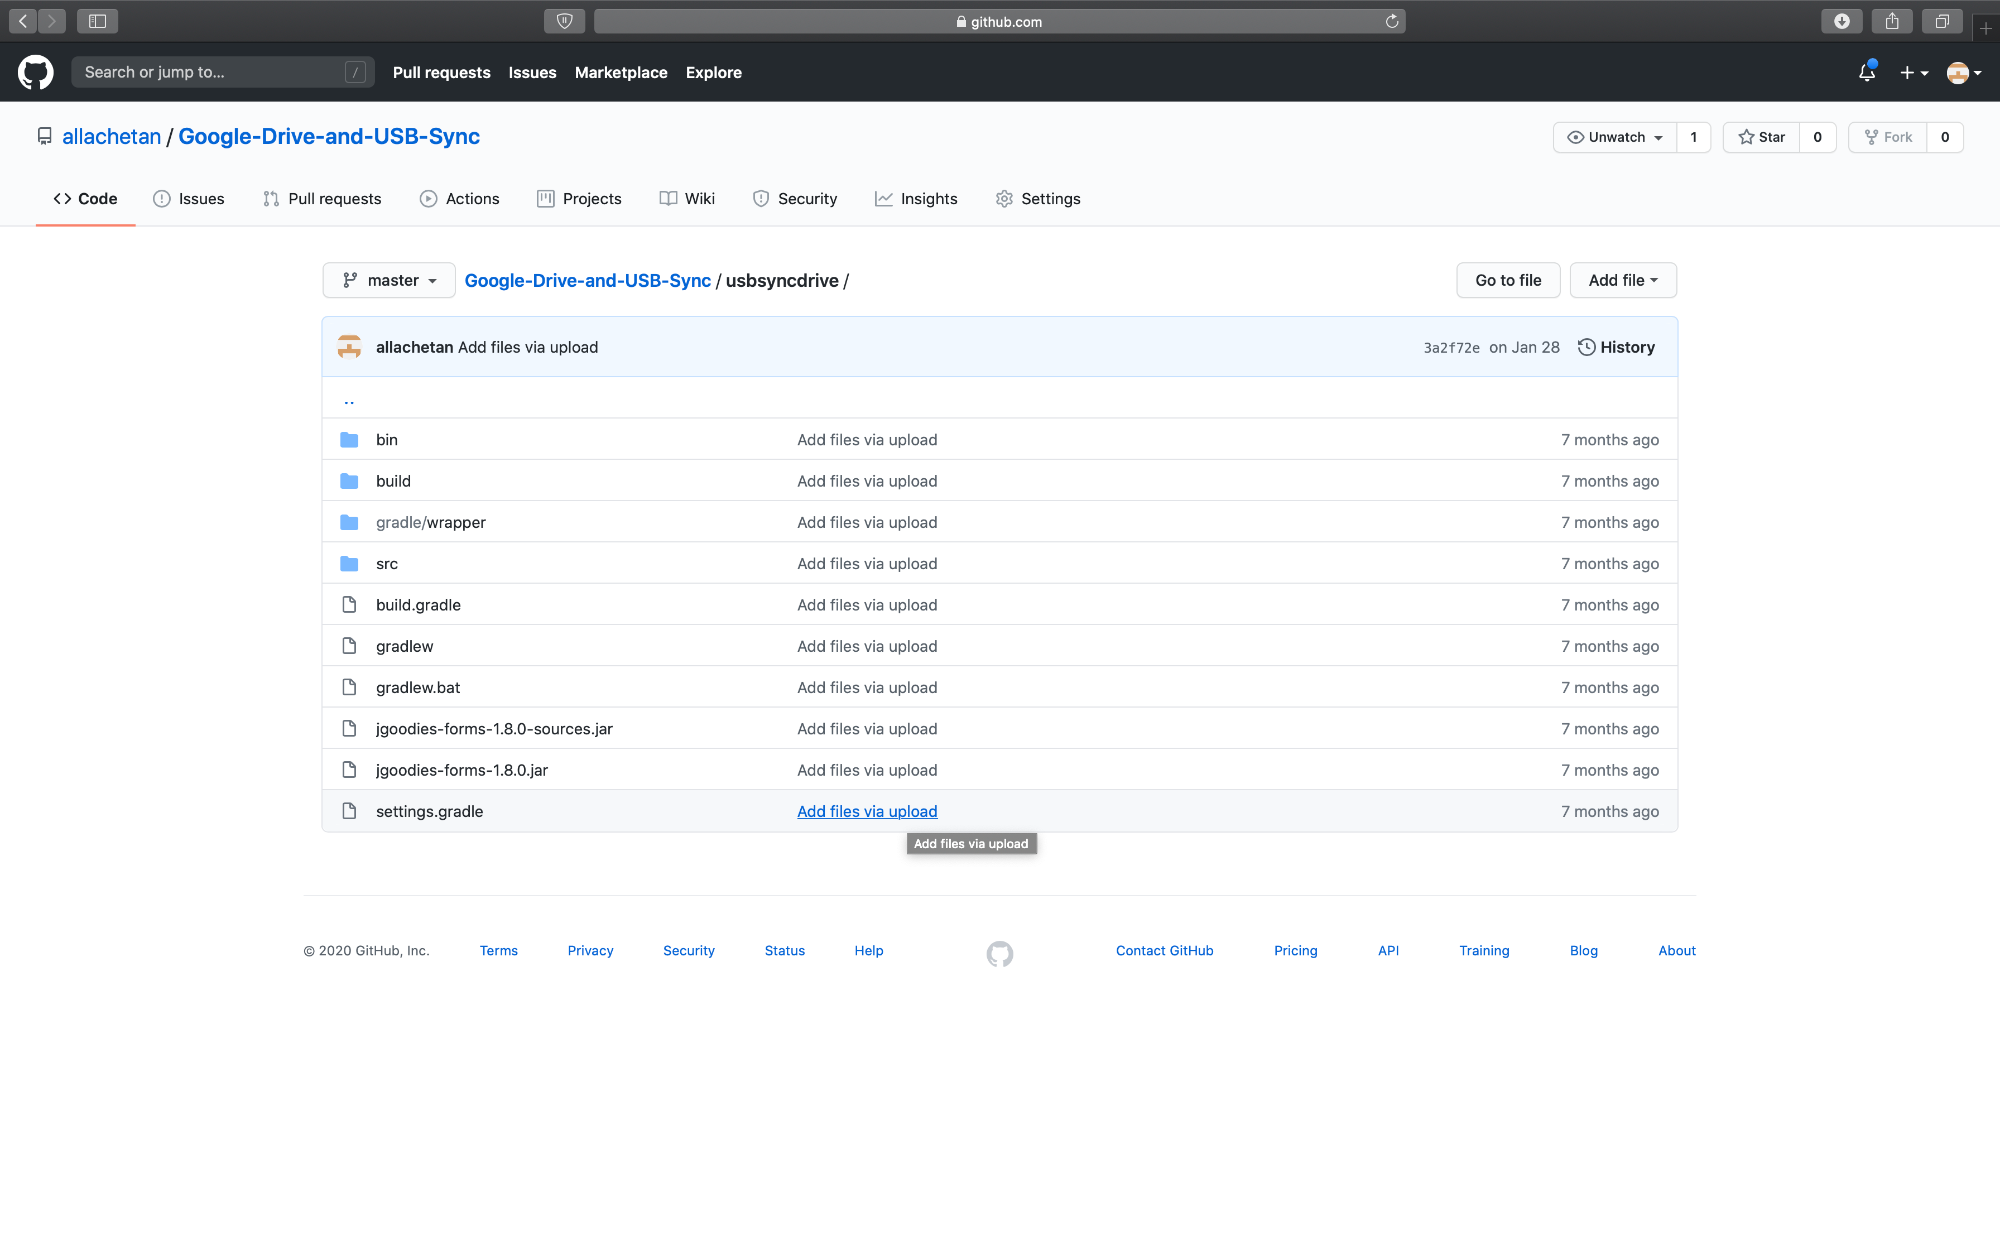 github.com
Search or jump to... / Pull requests Issues Marketplace Explore
allachetan / Google-Drive-and-USB-Sync Unwatch 1 Star 0 Fork 0
Code Issues Pull requests Actions Projects Wiki Security Insights Settings
master Google-Drive-and-USB-Sync / usbsyncdrive / Go to file Add file
allachetan Add files via upload 3a2f72e on Jan 28 History
..
bin Add files via upload 7 months ago
build Add files via upload 7 months ago
gradle/wrapper Add files via upload 7 months ago
src Add files via upload 7 months ago
build.gradle Add files via upload 7 months ago
gradlew Add files via upload 7 months ago
gradlew.bat Add files via upload 7 months ago
jgoodies-forms-1.8.0-sources.jar Add files via upload 7 months ago
jgoodies-forms-1.8.0.jar Add files via upload 7 months ago
settings.gradle Add files via upload 7 months ago
Add files via upload
© 2020 GitHub, Inc. Terms Privacy Security Status Help Contact GitHub Pricing API Training Blog About